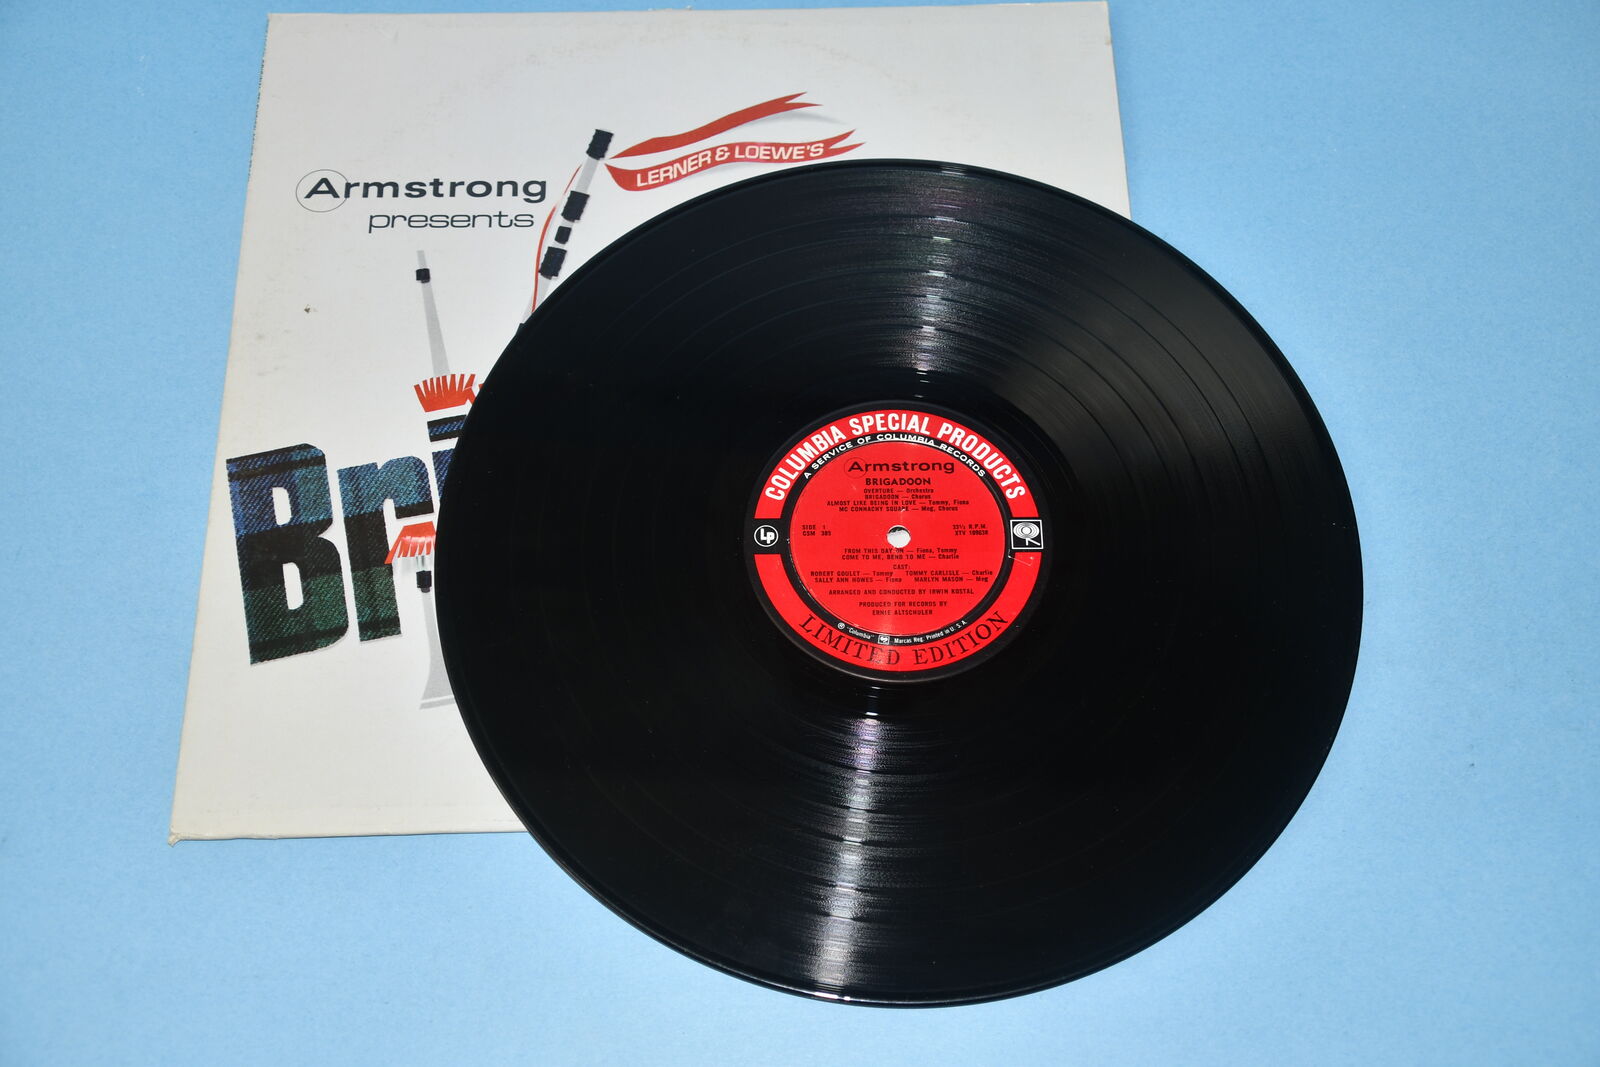 Armstrong
presents
LERNER & LOEWE'S
Bri
COLUMBIA SPECIAL PRODUCTS
A SERVICE OF COLUMBIA RECORDS
Armstrong
BRIGADOON
OVERTURE — Orchestra
BRIGADOON — Chorus
ALMOST LIKE BEING IN LOVE — Tommy, Fiona
MC CONHACHY SQUARE — Meg, Chorus
SIDE 1 33⅓ R.P.M.
CSM 385 XTV 109638
Lp
FROM THIS DAY ON — Fiona, Tommy
COME TO ME, BEND TO ME — Charlie
CAST:
ROBERT GOULET — Tommy TOMMY CARLISLE — Charlie
SALLY ANN HOWES — Fiona MARLYN MASON — Meg
ARRANGED AND CONDUCTED BY IRWIN KOSTAL
PRODUCED FOR RECORDS BY
ERNIE ALTSCHULER
® "Columbia" Marcas Reg. Printed in U. S. A.
LIMITED EDITION